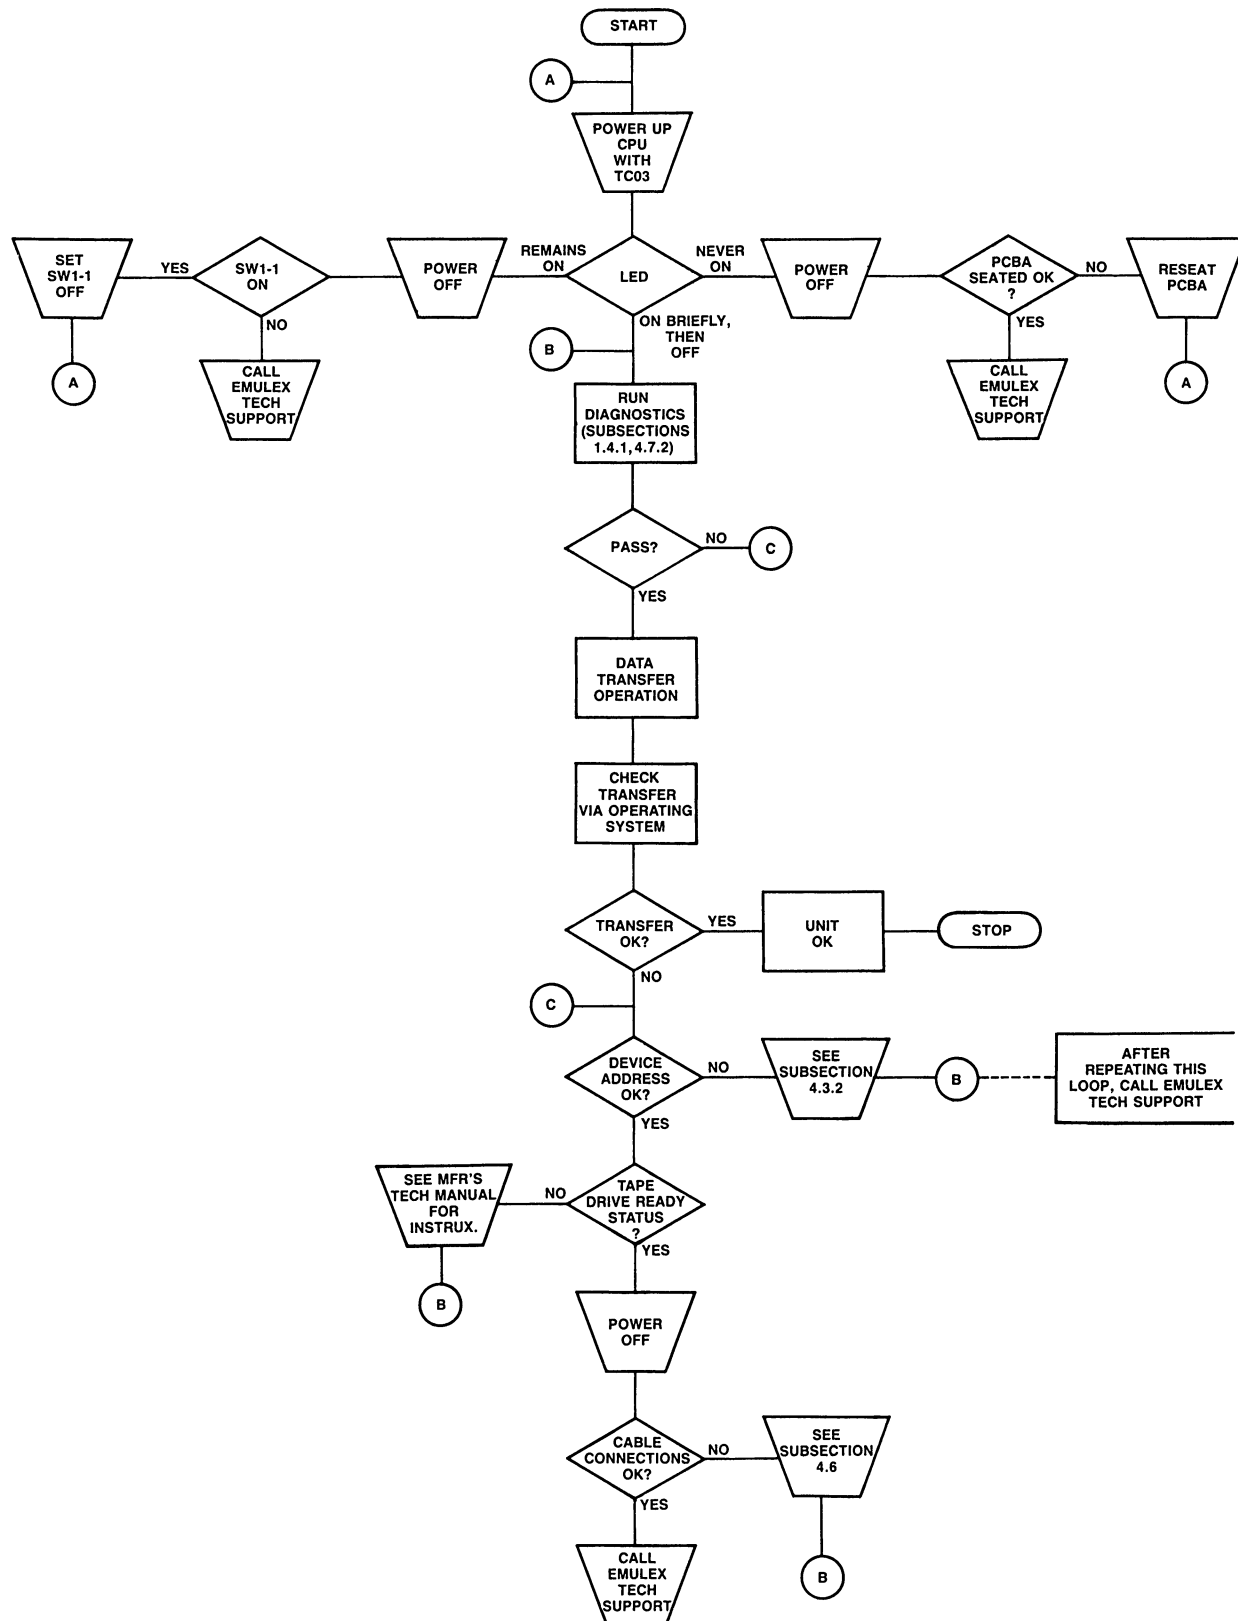 START
A
POWER UP
CPU
WITH
TC03
SET
SW1-1
OFF
YES
SW1-1
ON
NO
POWER
OFF
REMAINS
ON
LED
NEVER
ON
POWER
OFF
PCBA
SEATED OK
?
NO
YES
RESEAT
PCBA
A
CALL
EMULEX
TECH
SUPPORT
ON BRIEFLY,
THEN
OFF
B
CALL
EMULEX
TECH
SUPPORT
A
RUN
DIAGNOSTICS
(SUBSECTIONS
1.4.1, 4.7.2)
PASS?
NO
C
YES
DATA
TRANSFER
OPERATION
CHECK
TRANSFER
VIA OPERATING
SYSTEM
TRANSFER
OK?
YES
UNIT
OK
STOP
NO
C
DEVICE
ADDRESS
OK?
NO
SEE
SUBSECTION
4.3.2
B
AFTER
REPEATING THIS
LOOP, CALL EMULEX
TECH SUPPORT
YES
SEE MFR'S
TECH MANUAL
FOR
INSTRUX.
NO
TAPE
DRIVE READY
STATUS
?
YES
B
POWER
OFF
CABLE
CONNECTIONS
OK?
NO
SEE
SUBSECTION
4.6
YES
CALL
EMULEX
TECH
SUPPORT
B